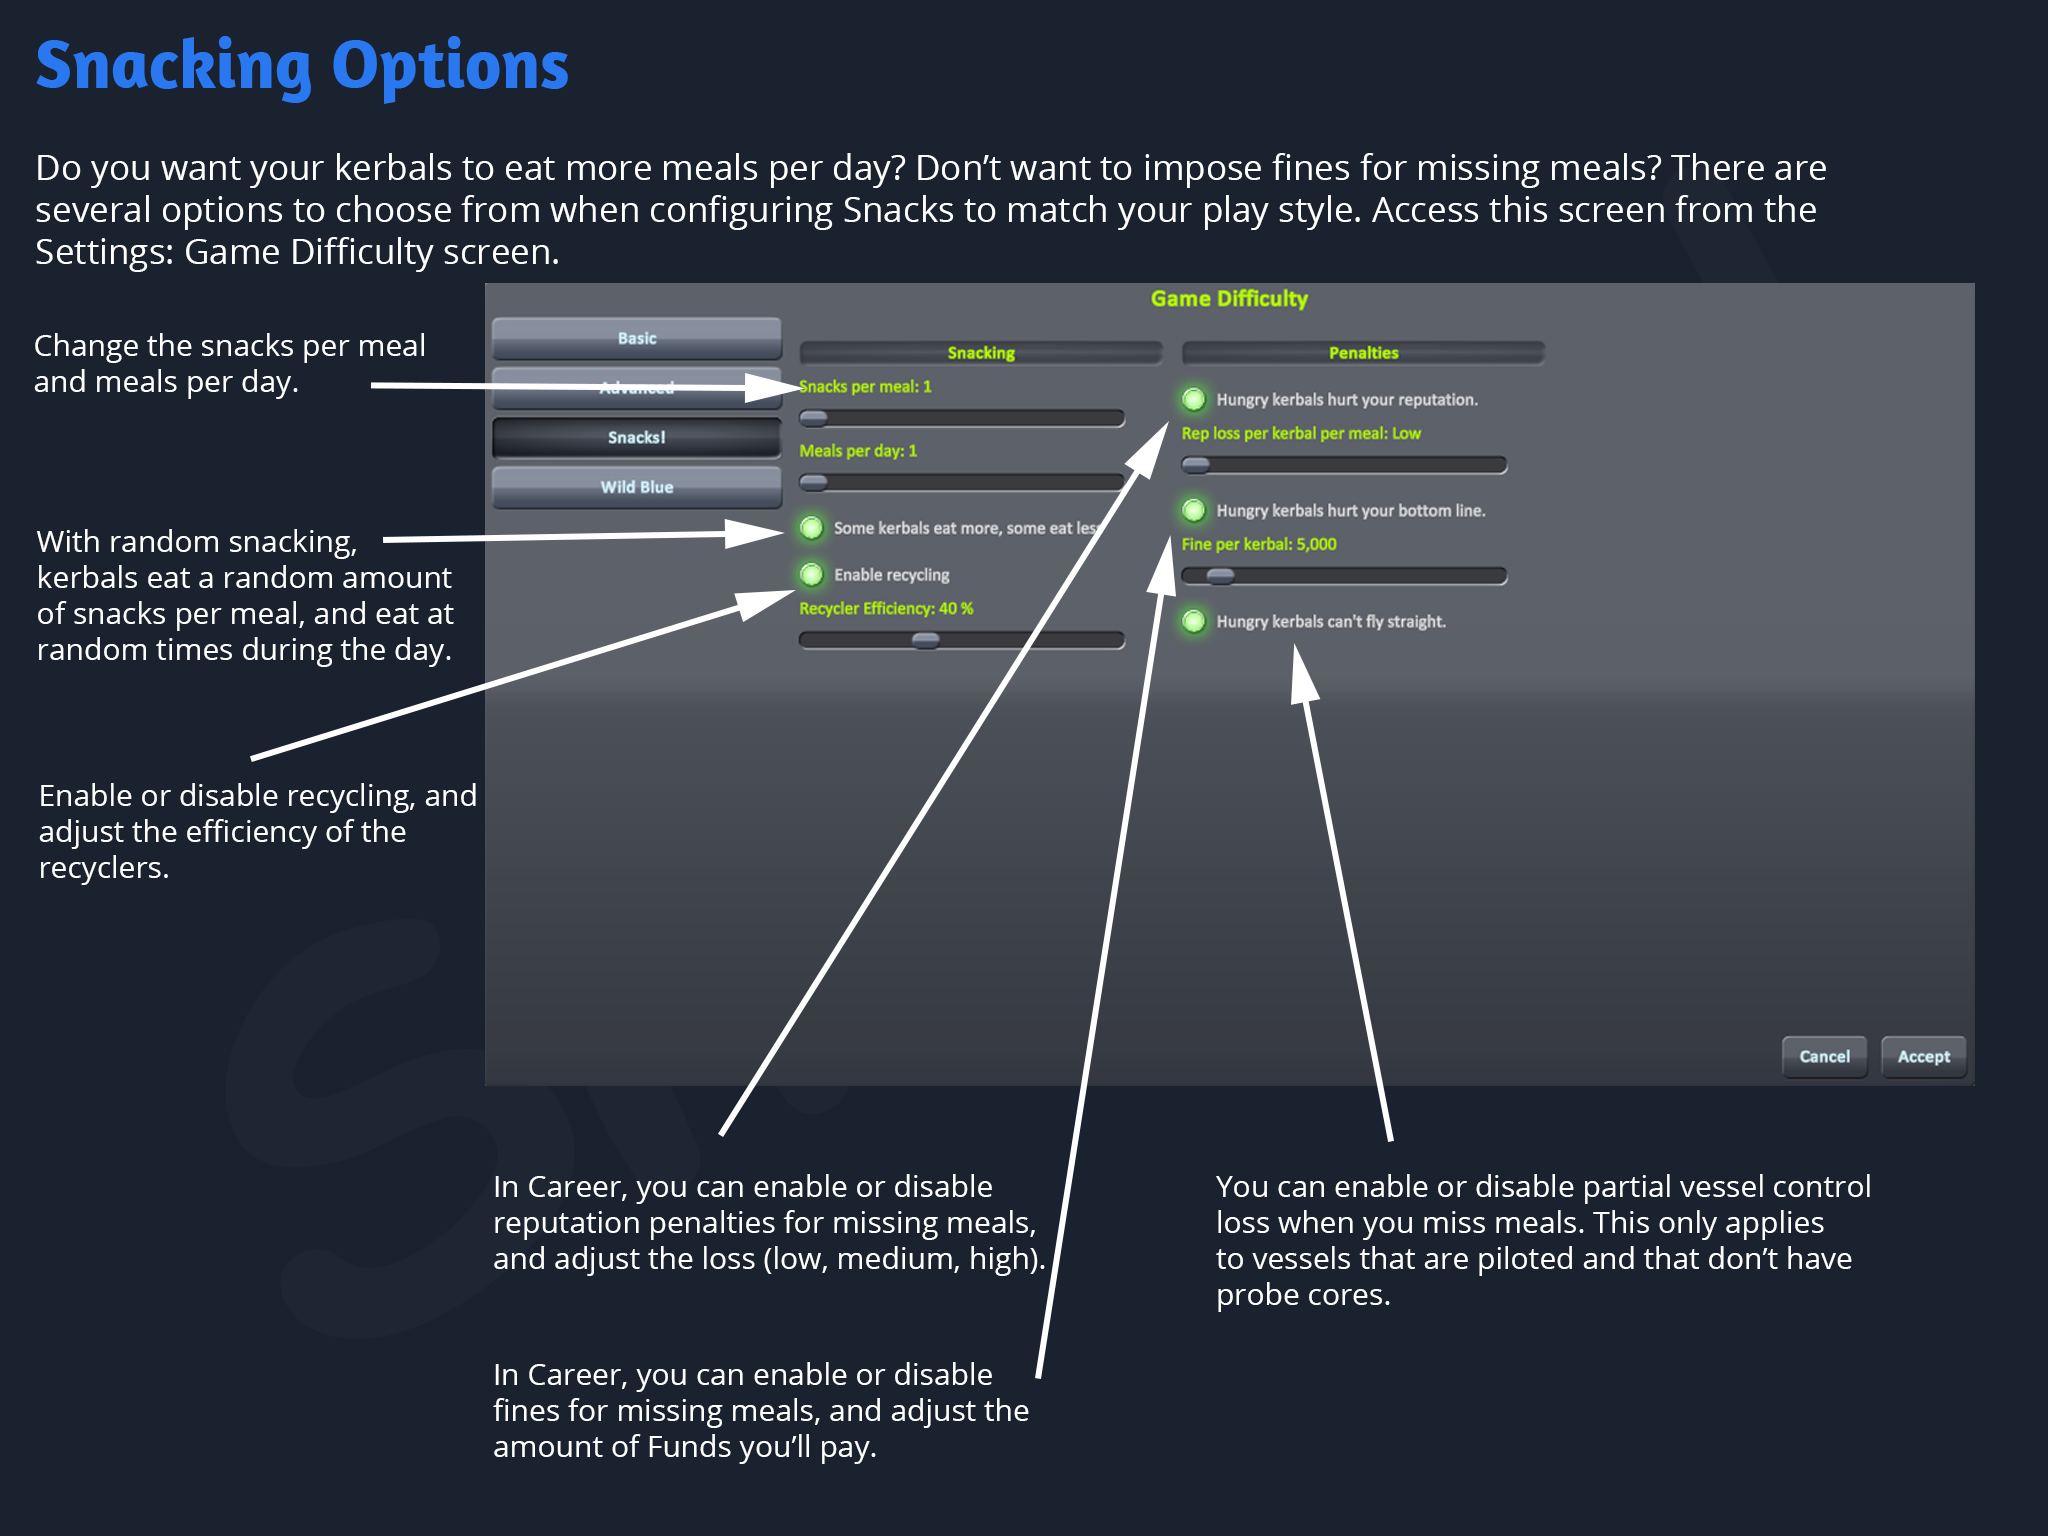 Snacking Options
Do you want your kerbals to eat more meals per day? Don’t want to impose fines for missing meals? There are
several options to choose from when configuring Snacks to match your play style. Access this screen from the
Settings: Game Difficulty screen.
Change the snacks per meal
and meals per day.
With random snacking,
kerbals eat a random amount
of snacks per meal, and eat at
random times during the day.
Enable or disable recycling, and
adjust the efficiency of the
recyclers.
Game Difficulty
Basic
Advanced
Snacks!
Wild Blue
Snacking
Snacks per meal: 1
Meals per day: 1
Some kerbals eat more, some eat less
Enable recycling
Recycler Efficiency: 40 %
Penalties
Hungry kerbals hurt your reputation.
Rep loss per kerbal per meal: Low
Hungry kerbals hurt your bottom line.
Fine per kerbal: 5,000
Hungry kerbals can't fly straight.
Cancel
Accept
In Career, you can enable or disable
reputation penalties for missing meals,
and adjust the loss (low, medium, high).
You can enable or disable partial vessel control
loss when you miss meals. This only applies
to vessels that are piloted and that don’t have
probe cores.
In Career, you can enable or disable
fines for missing meals, and adjust the
amount of Funds you’ll pay.